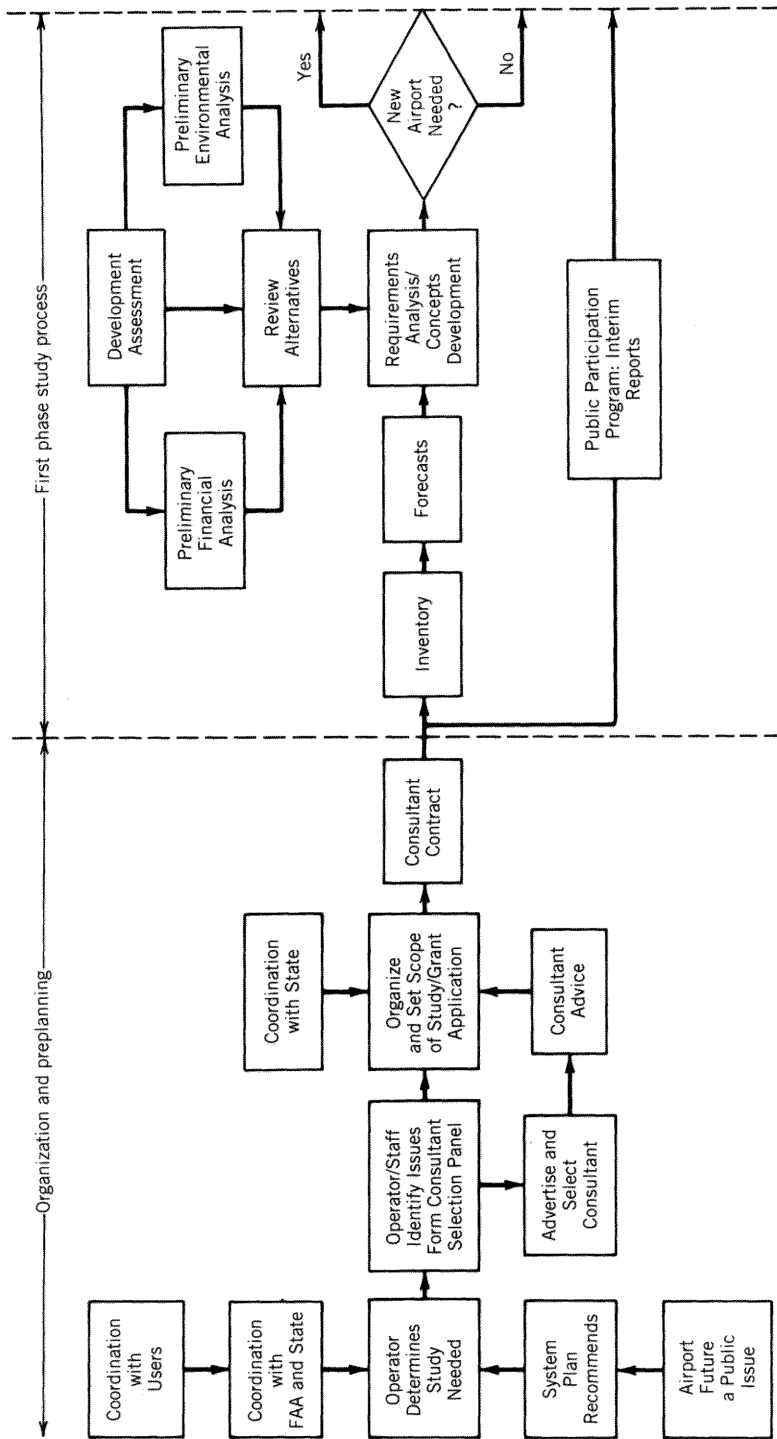 Organization and preplanning
First phase study process
Coordination
with
Users
Coordination
with
FAA and State
Operator
Determines
Study
Needed
System
Plan
Recommends
Airport
Future
a Public
Issue
Operator/Staff
Identify Issues
Form Consultant
Selection Panel
Advertise and
Select
Consultant
Consultant
Advice
Coordination
with State
Organize
and Set Scope
of Study/Grant
Application
Consultant
Contract
Inventory
Forecasts
Preliminary
Financial
Analysis
Development
Assessment
Preliminary
Environmental
Analysis
Review
Alternatives
Requirements
Analysis/
Concepts
Development
New
Airport
Needed
?
Yes
No
Public Participation
Program: Interim
Reports